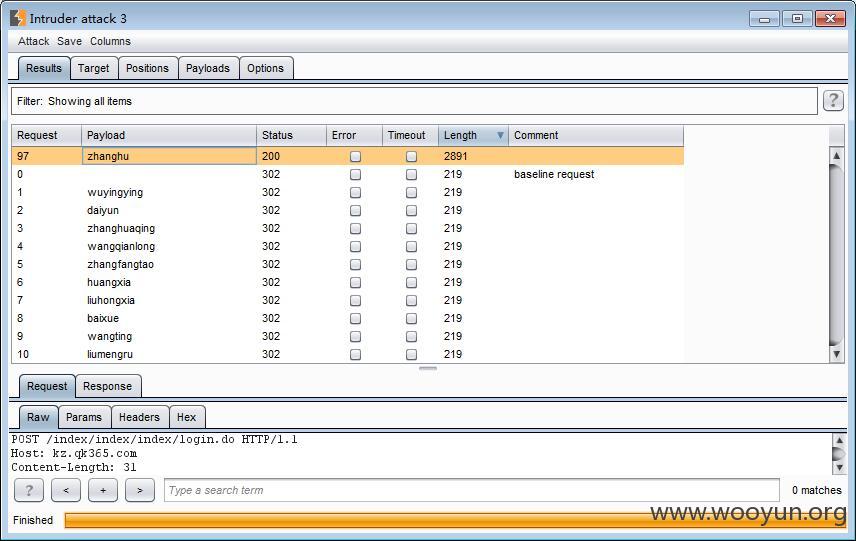 Intruder attack 3
Attack Save Columns
Results Target Positions Payloads Options
Filter: Showing all items ?
Request Payload Status Error Timeout Length Comment
97 zhanghu 200 2891
0 302 219 baseline request
1 wuyingying 302 219
2 daiyun 302 219
3 zhanghuaqing 302 219
4 wangqianlong 302 219
5 zhangfangtao 302 219
6 huangxia 302 219
7 liuhongxia 302 219
8 baixue 302 219
9 wangting 302 219
10 liumengru 302 219
Request Response
Raw Params Headers Hex
POST /index/index/index/login.do HTTP/1.1
Host: kz.qk365.com
Content-Length: 31
? < + > Type a search term 0 matches
www.wooyun.org
Finished